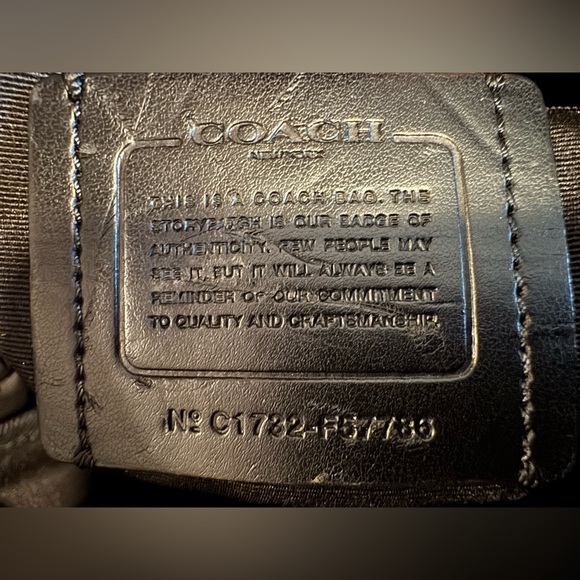 COACH
NEW YORK
THIS IS A COACH BAG. THE
STORYPATCH IS OUR BADGE OF
AUTHENTICITY. FEW PEOPLE MAY
SEE IT, BUT IT WILL ALWAYS BE A
REMINDER OF OUR COMMITMENT
TO QUALITY AND CRAFTSMANSHIP.
Nº C1732-F57786